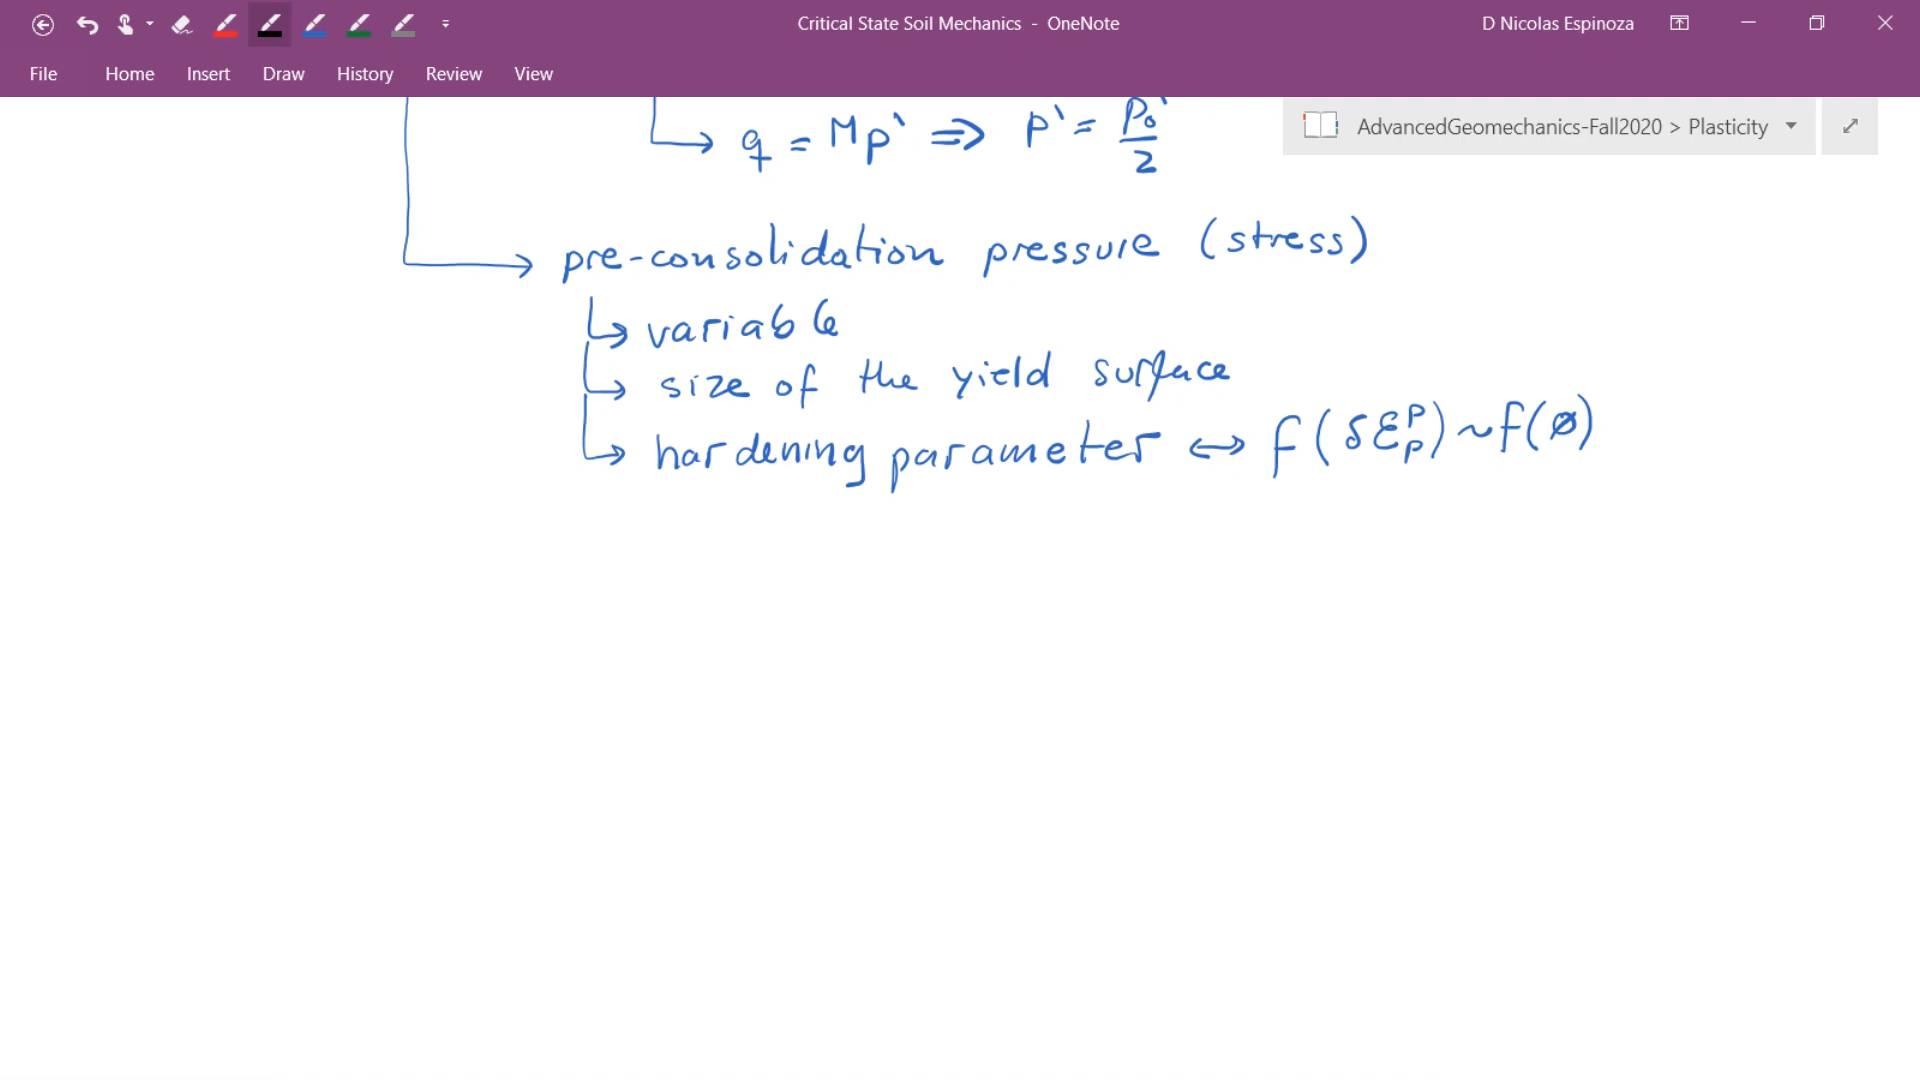 Critical State Soil Mechanics - OneNote
D Nicolas Espinoza
File Home Insert Draw History Review View
AdvancedGeomechanics-Fall2020 > Plasticity
↳ q = Mp' ⇒ p' = p₀'/2
→ pre-consolidation pressure (stress)
↳ variable
↳ size of the yield surface
↳ hardening parameter ↔ f(δεₚᵖ) ~ f(ø)